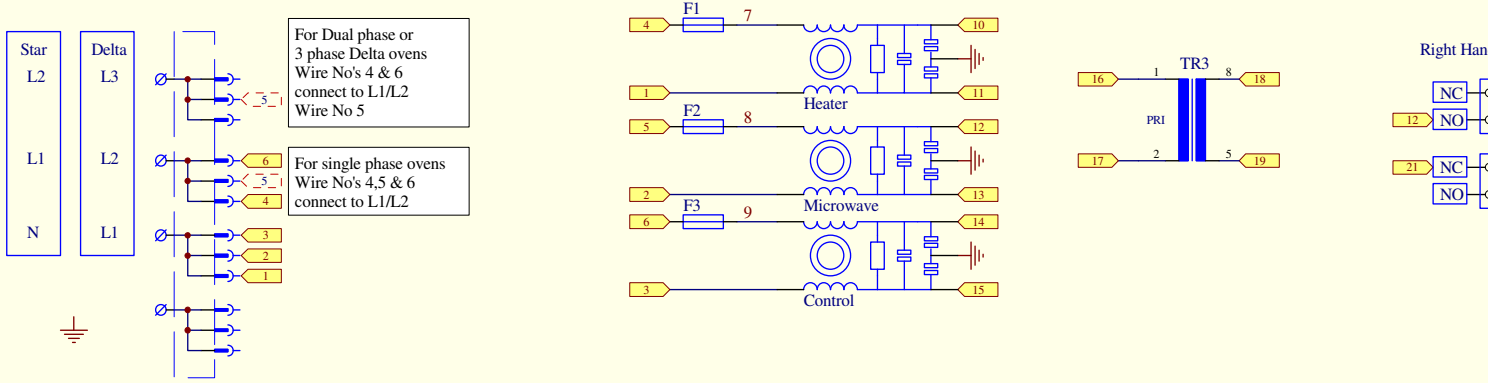 Star
L2
L1
N
Delta
L3
L2
L1
5
6
5
4
3
2
1
For Dual phase or
3 phase Delta ovens
Wire No's 4 & 6
connect to L1/L2
Wire No 5
For single phase ovens
Wire No's 4,5 & 6
connect to L1/L2
4
F1
7
10
1
Heater
11
5
F2
8
12
2
Microwave
13
6
F3
9
14
3
Control
15
TR3
16
1
8
18
PRI
17
2
5
19
Right Han
NC
12
NO
21
NC
NO